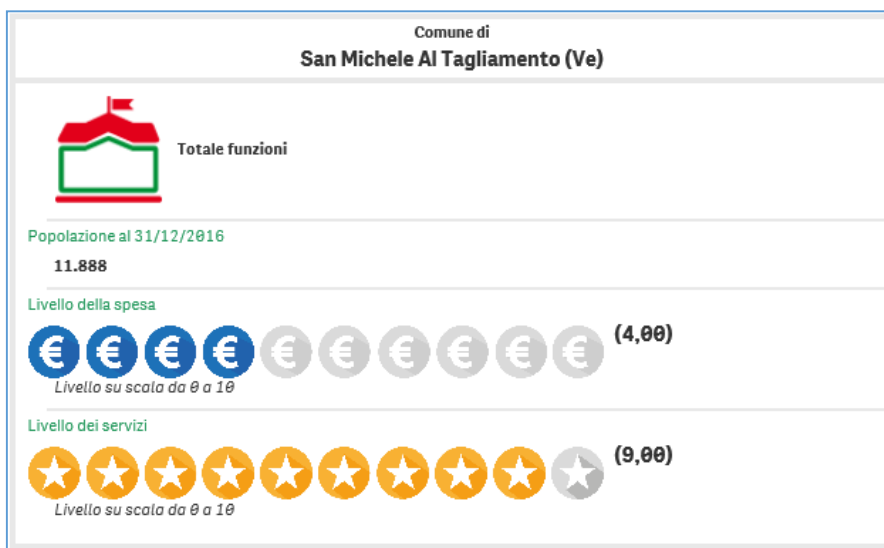 Comune di
San Michele Al Tagliamento (Ve)
Totale funzioni
Popolazione al 31/12/2016
11.888
Livello della spesa
€ € € € € € € € € € (4,00)
Livello su scala da 0 a 10
Livello dei servizi
(9,00)
Livello su scala da 0 a 10